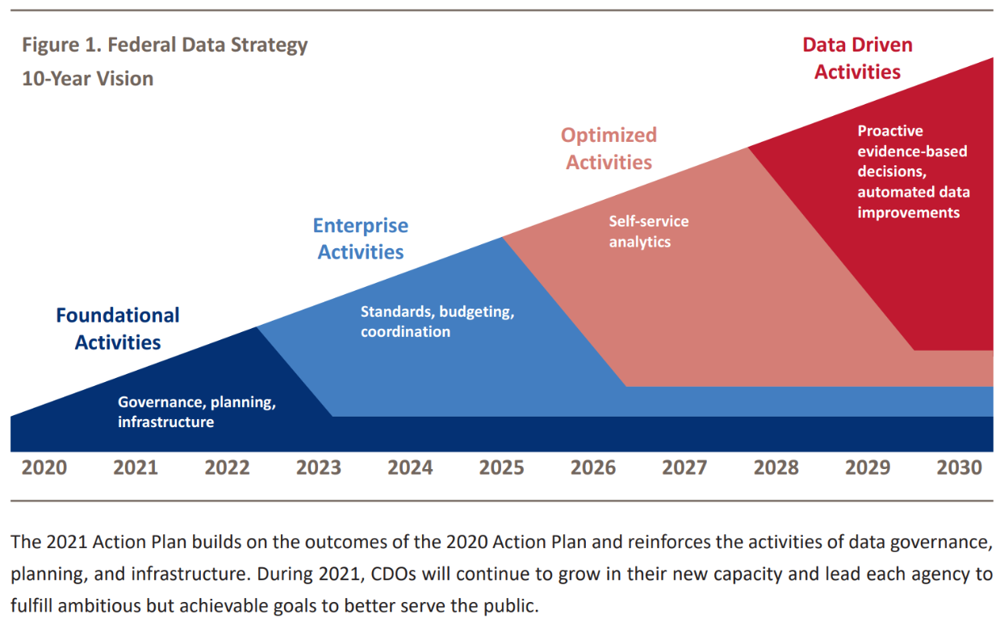 Figure 1. Federal Data Strategy
10-Year Vision
Data Driven
Activities
Proactive
evidence-based
decisions,
automated data
improvements
Optimized
Activities
Self-service
analytics
Enterprise
Activities
Standards, budgeting,
coordination
Foundational
Activities
Governance, planning,
infrastructure
2020 2021 2022 2023 2024 2025 2026 2027 2028 2029 2030
The 2021 Action Plan builds on the outcomes of the 2020 Action Plan and reinforces the activities of data governance,
planning, and infrastructure. During 2021, CDOs will continue to grow in their new capacity and lead each agency to
fulfill ambitious but achievable goals to better serve the public.